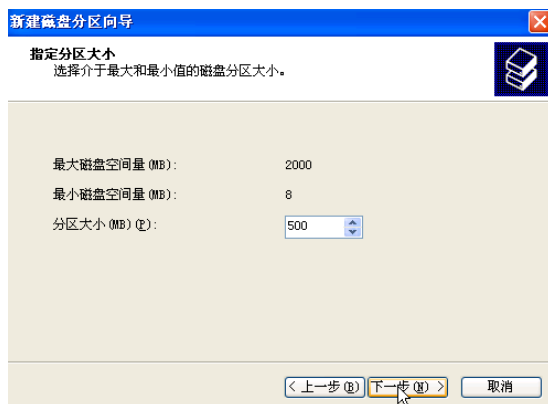 新建磁盘分区向导
指定分区大小
选择介于最大和最小值的磁盘分区大小。
最大磁盘空间量(MB): 2000
最小磁盘空间量(MB): 8
分区大小(MB)(P): 500
< 上一步(B) 下一步(N) > 取消